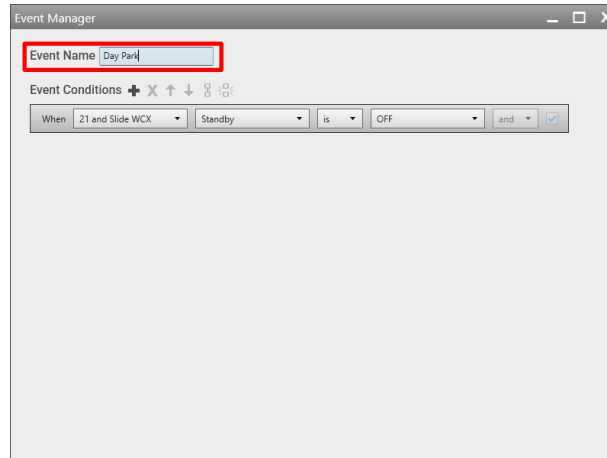 Event Manager
Event Name Day Park
Event Conditions
When 21 and Slide WCX Standby is OFF and